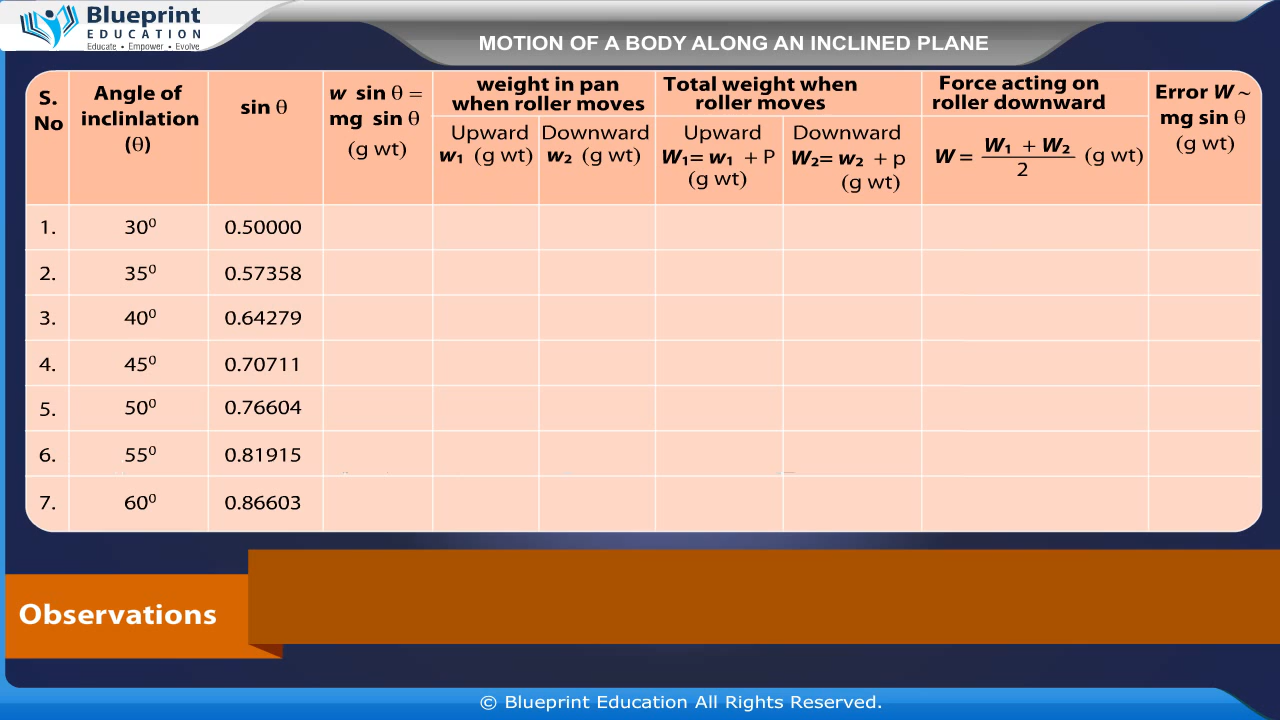 Blueprint
EDUCATION
Educate • Empower • Evolve
MOTION OF A BODY ALONG AN INCLINED PLANE
S.
No
Angle of
inclinlation
(θ)
sin θ
w sin θ =
mg sin θ
(g wt)
weight in pan
when roller moves
Upward
w₁ (g wt)
Downward
w₂ (g wt)
Total weight when
roller moves
Upward
W₁= w₁ + P
(g wt)
Downward
W₂= w₂ + p
(g wt)
Force acting on
roller downward
W = W₁ + W₂ / 2 (g wt)
Error W ~
mg sin θ
(g wt)
1. 30⁰ 0.50000
2. 35⁰ 0.57358
3. 40⁰ 0.64279
4. 45⁰ 0.70711
5. 50⁰ 0.76604
6. 55⁰ 0.81915
7. 60⁰ 0.86603
Observations
© Blueprint Education All Rights Reserved.